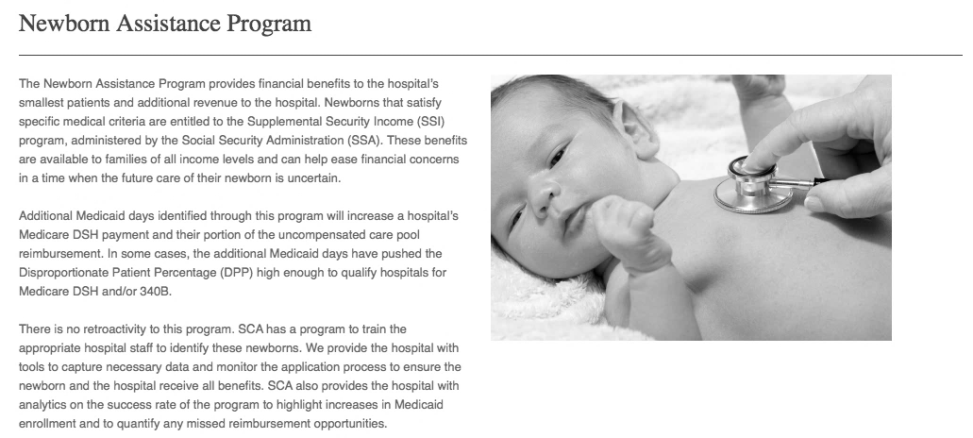 Newborn Assistance Program
The Newborn Assistance Program provides financial benefits to the hospital's
smallest patients and additional revenue to the hospital. Newborns that satisfy
specific medical criteria are entitled to the Supplemental Security Income (SSI)
program, administered by the Social Security Administration (SSA). These benefits
are available to families of all income levels and can help ease financial concerns
in a time when the future care of their newborn is uncertain.
Additional Medicaid days identified through this program will increase a hospital's
Medicare DSH payment and their portion of the uncompensated care pool
reimbursement. In some cases, the additional Medicaid days have pushed the
Disproportionate Patient Percentage (DPP) high enough to qualify hospitals for
Medicare DSH and/or 340B.
There is no retroactivity to this program. SCA has a program to train the
appropriate hospital staff to identify these newborns. We provide the hospital with
tools to capture necessary data and monitor the application process to ensure the
newborn and the hospital receive all benefits. SCA also provides the hospital with
analytics on the success rate of the program to highlight increases in Medicaid
enrollment and to quantify any missed reimbursement opportunities.